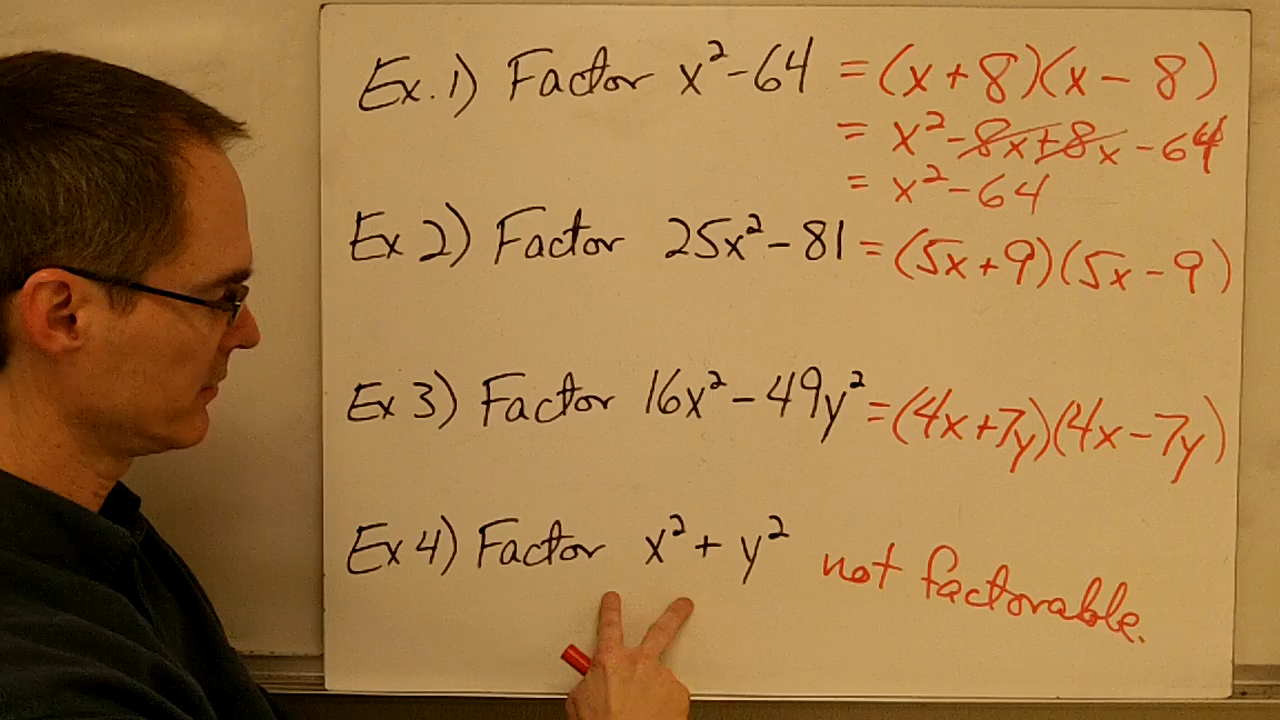 Ex. 1) Factor x²-64 = (x+8)(x-8)
= x²-8x+8x-64
= x²-64
Ex 2) Factor 25x²-81 = (5x+9)(5x-9)
Ex 3) Factor 16x²-49y² = (4x+7y)(4x-7y)
Ex 4) Factor x²+y² not factorable.